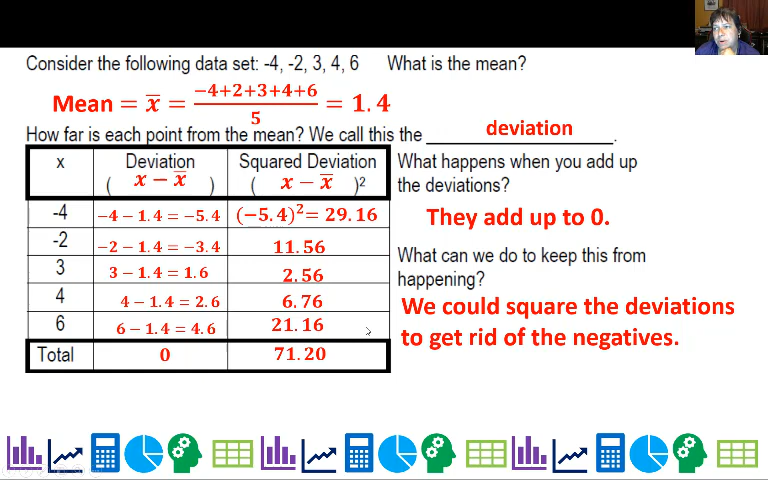 Consider the following data set: -4, -2, 3, 4, 6 What is the mean?
Mean = x̅ = (−4+2+3+4+6)/5 = 1.4
How far is each point from the mean? We call this the deviation.
x Deviation Squared Deviation
( x − x̅ ) ( x − x̅ )²
-4 −4 − 1.4 = −5.4 (−5.4)² = 29.16
-2 −2 − 1.4 = −3.4 11.56
3 3 − 1.4 = 1.6 2.56
4 4 − 1.4 = 2.6 6.76
6 6 − 1.4 = 4.6 21.16
Total 0 71.20
What happens when you add up
the deviations?
They add up to 0.
What can we do to keep this from
happening?
We could square the deviations
to get rid of the negatives.